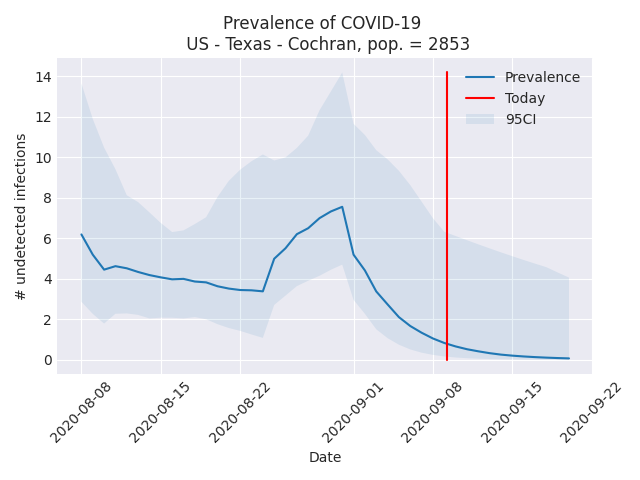 Prevalence of COVID-19
US - Texas - Cochran, pop. = 2853
Prevalence
Today
95CI
# undetected infections
14
12
10
8
6
4
2
0
2020-08-08
2020-08-15
2020-08-22
2020-09-01
2020-09-08
2020-09-15
2020-09-22
Date